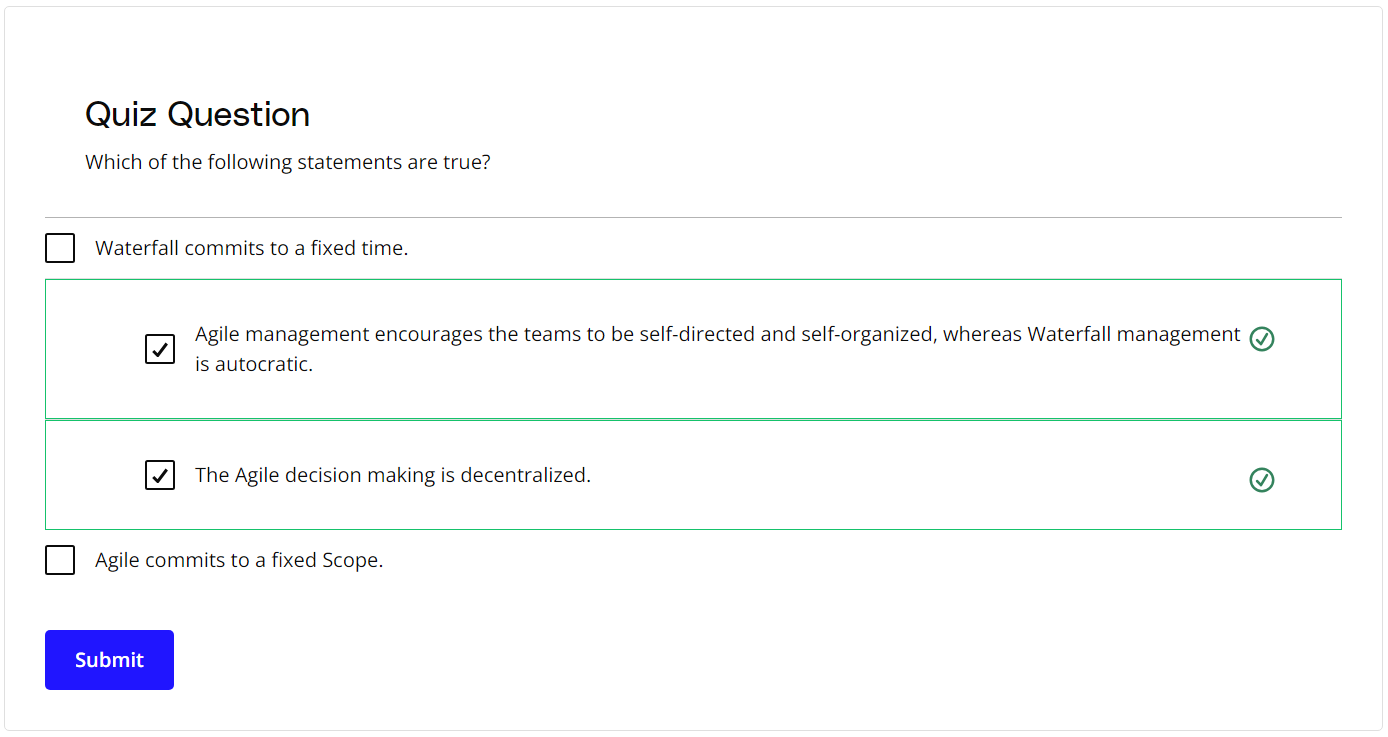 Quiz Question
Which of the following statements are true?
Waterfall commits to a fixed time.
Agile management encourages the teams to be self-directed and self-organized, whereas Waterfall management
is autocratic.
The Agile decision making is decentralized.
Agile commits to a fixed Scope.
Submit